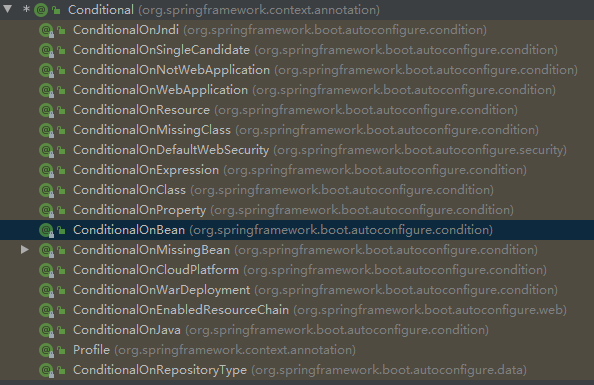 Conditional (org.springframework.context.annotation)
ConditionalOnJndi (org.springframework.boot.autoconfigure.condition)
ConditionalOnSingleCandidate (org.springframework.boot.autoconfigure.condition)
ConditionalOnNotWebApplication (org.springframework.boot.autoconfigure.condition)
ConditionalOnWebApplication (org.springframework.boot.autoconfigure.condition)
ConditionalOnResource (org.springframework.boot.autoconfigure.condition)
ConditionalOnMissingClass (org.springframework.boot.autoconfigure.condition)
ConditionalOnDefaultWebSecurity (org.springframework.boot.autoconfigure.security)
ConditionalOnExpression (org.springframework.boot.autoconfigure.condition)
ConditionalOnClass (org.springframework.boot.autoconfigure.condition)
ConditionalOnProperty (org.springframework.boot.autoconfigure.condition)
ConditionalOnBean (org.springframework.boot.autoconfigure.condition)
ConditionalOnMissingBean (org.springframework.boot.autoconfigure.condition)
ConditionalOnCloudPlatform (org.springframework.boot.autoconfigure.condition)
ConditionalOnWarDeployment (org.springframework.boot.autoconfigure.condition)
ConditionalOnEnabledResourceChain (org.springframework.boot.autoconfigure.web)
ConditionalOnJava (org.springframework.boot.autoconfigure.condition)
Profile (org.springframework.context.annotation)
ConditionalOnRepositoryType (org.springframework.boot.autoconfigure.data)